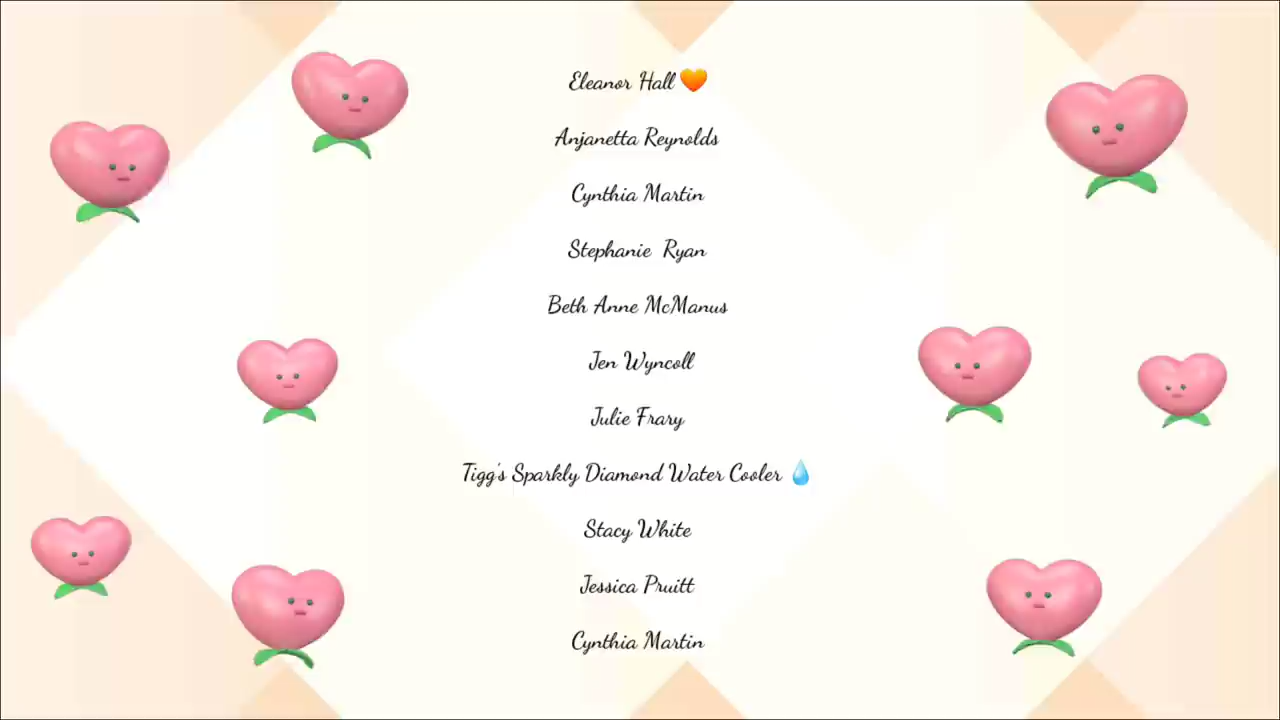 Eleanor Hall 🧡
Anjanetta Reynolds
Cynthia Martin
Stephanie  Ryan
Beth Anne McManus
Jen Wyncoll
Julie Frary
Tigg's Sparkly Diamond Water Cooler 💧
Stacy White
Jessica Pruitt
Cynthia Martin